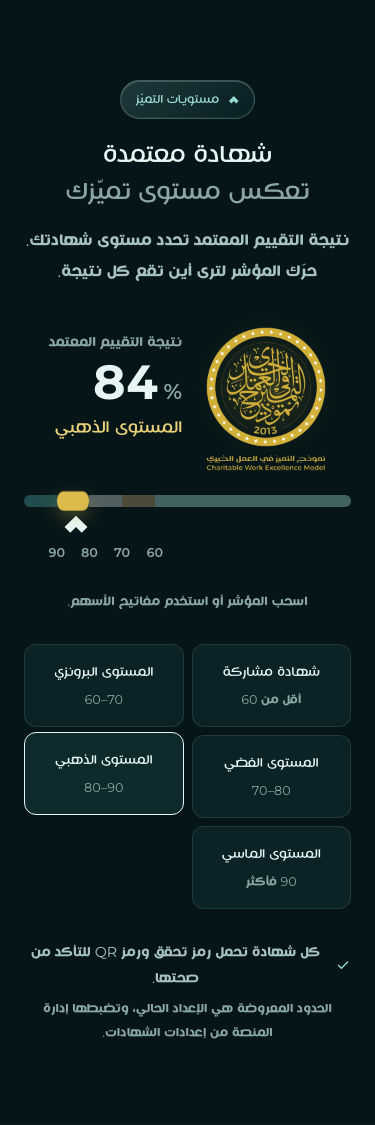 مستويات التميّز
شهادة معتمدة
تعكس مستوى تميّزك
نتيجة التقييم المعتمد تحدد مستوى شهادتك.
حرّك المؤشر لترى أين تقع كل نتيجة.
2013
نموذج التميز في العمل الخيري
Charitable Work Excellence Model
نتيجة التقييم المعتمد
84 %
المستوى الذهبي
60 70 80 90
اسحب المؤشر أو استخدم مفاتيح الأسهم.
شهادة مشاركة
أقل من 60
المستوى البرونزي
60–70
المستوى الفضي
70–80
المستوى الذهبي
80–90
المستوى الماسي
90 فأكثر
كل شهادة تحمل رمز تحقق ورمز QR للتأكد من
صحتها.
الحدود المعروضة هي الإعداد الحالي، وتضبطها إدارة
المنصة من إعدادات الشهادات.